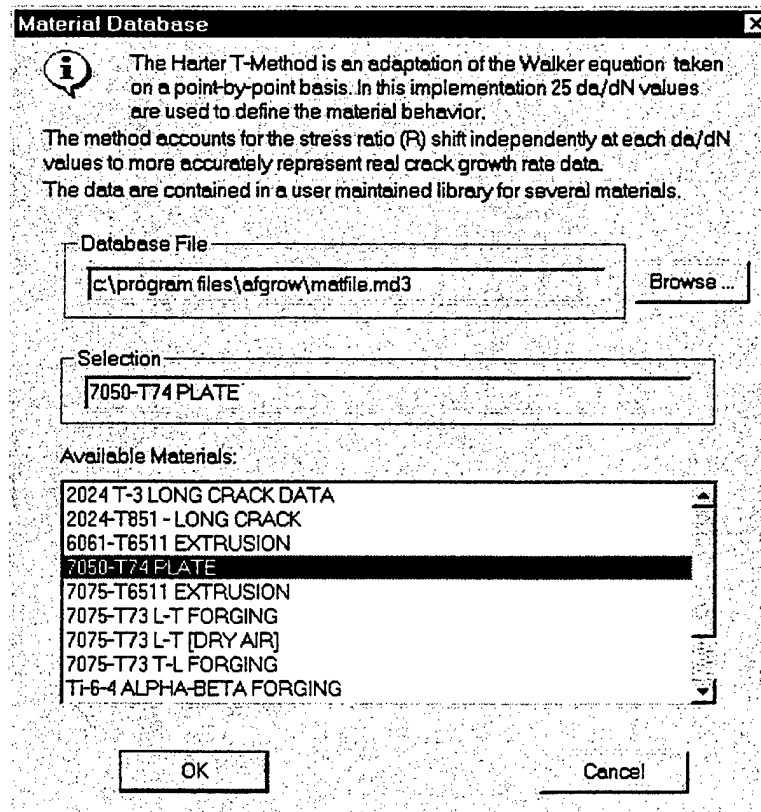 Material Database
The Harter T-Method is an adaptation of the Walker equation taken
on a point-by-point basis. In this implementation 25 da/dN values
are used to define the material behavior.
The method accounts for the stress ratio (R) shift independently at each da/dN
values to more accurately represent real crack growth rate data.
The data are contained in a user maintained library for several materials.
Database File
c:\program files\afgrow\matfile.md3
Browse ...
Selection
7050-T74 PLATE
Available Materials:
2024 T-3 LONG CRACK DATA
2024-T851 - LONG CRACK
6061-T6511 EXTRUSION
7050-T74 PLATE
7075-T6511 EXTRUSION
7075-T73 L-T FORGING
7075-T73 L-T [DRY AIR]
7075-T73 T-L FORGING
Ti-6-4 ALPHA-BETA FORGING
OK
Cancel